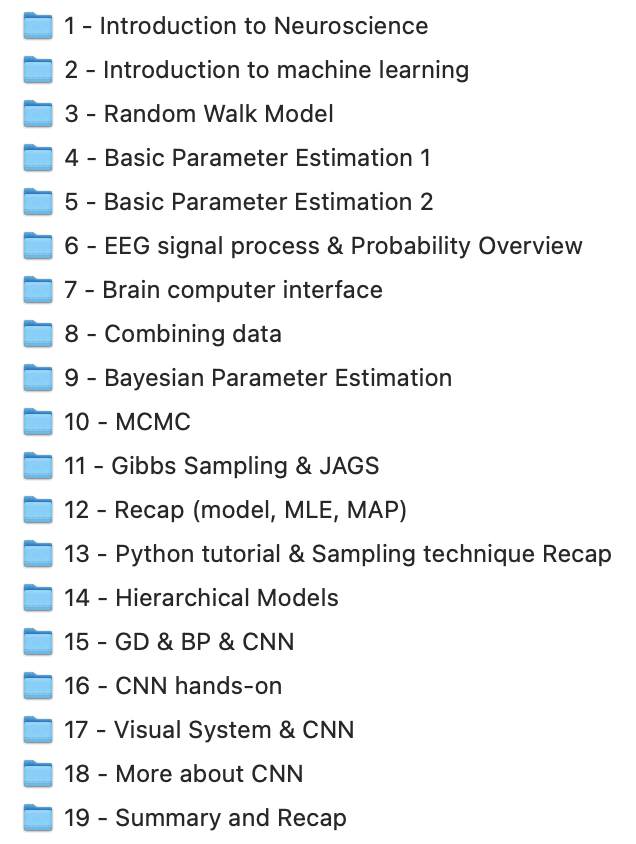 1 - Introduction to Neuroscience
2 - Introduction to machine learning
3 - Random Walk Model
4 - Basic Parameter Estimation 1
5 - Basic Parameter Estimation 2
6 - EEG signal process & Probability Overview
7 - Brain computer interface
8 - Combining data
9 - Bayesian Parameter Estimation
10 - MCMC
11 - Gibbs Sampling & JAGS
12 - Recap (model, MLE, MAP)
13 - Python tutorial & Sampling technique Recap
14 - Hierarchical Models
15 - GD & BP & CNN
16 - CNN hands-on
17 - Visual System & CNN
18 - More about CNN
19 - Summary and Recap